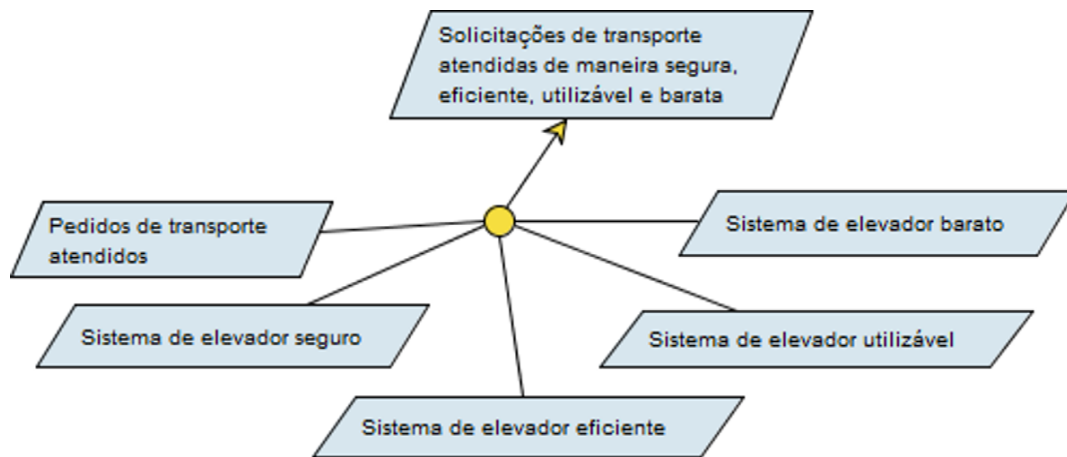 Solicitações de transporte
atendidas de maneira segura,
eficiente, utilizável e barata
Pedidos de transporte
atendidos
Sistema de elevador barato
Sistema de elevador seguro
Sistema de elevador utilizável
Sistema de elevador eficiente